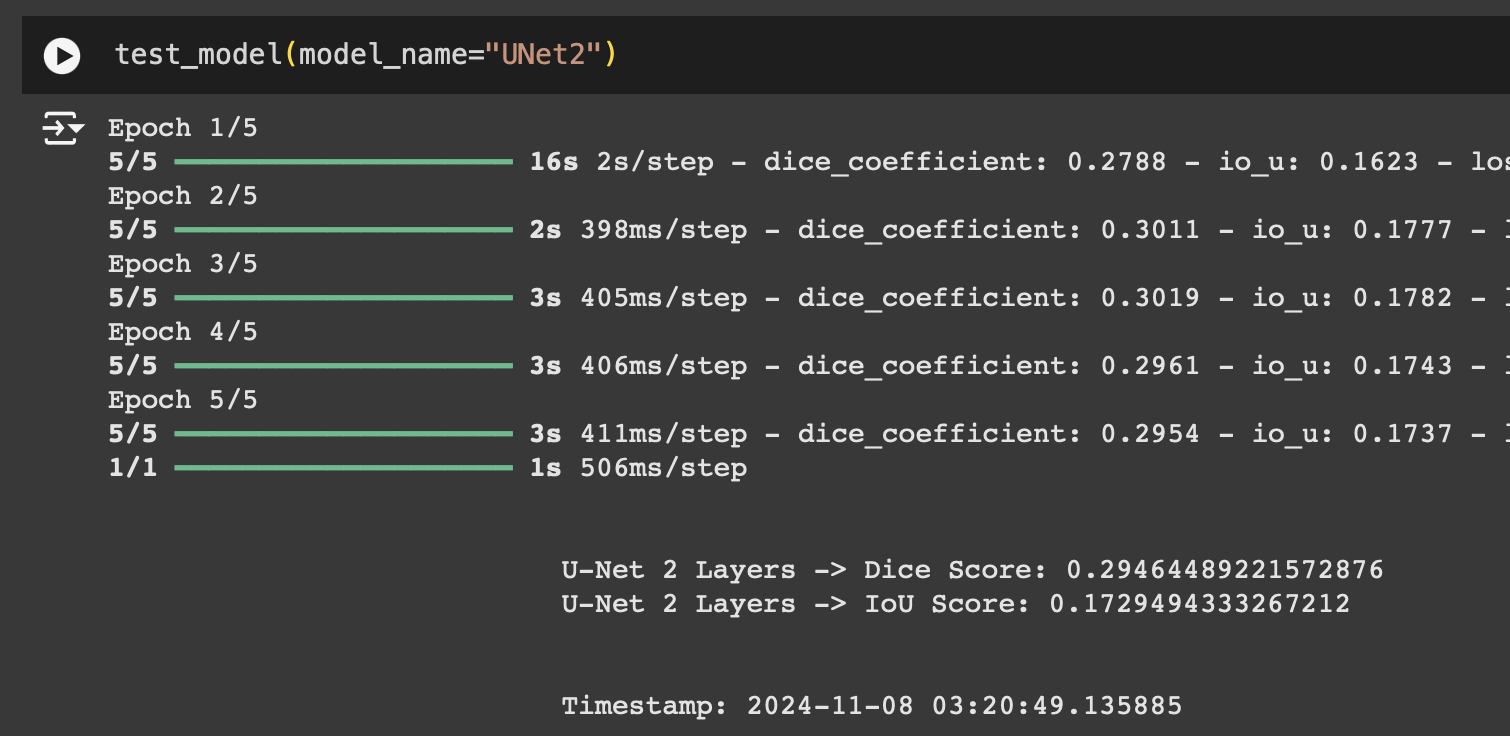 test_model(model_name="UNet2")
Epoch 1/5
5/5 ━━━━━━━━━━━━━━━━━━━━ 16s 2s/step - dice_coefficient: 0.2788 - io_u: 0.1623 - los
Epoch 2/5
5/5 ━━━━━━━━━━━━━━━━━━━━ 2s 398ms/step - dice_coefficient: 0.3011 - io_u: 0.1777 - l
Epoch 3/5
5/5 ━━━━━━━━━━━━━━━━━━━━ 3s 405ms/step - dice_coefficient: 0.3019 - io_u: 0.1782 - l
Epoch 4/5
5/5 ━━━━━━━━━━━━━━━━━━━━ 3s 406ms/step - dice_coefficient: 0.2961 - io_u: 0.1743 - l
Epoch 5/5
5/5 ━━━━━━━━━━━━━━━━━━━━ 3s 411ms/step - dice_coefficient: 0.2954 - io_u: 0.1737 - l
1/1 ━━━━━━━━━━━━━━━━━━━━ 1s 506ms/step
U-Net 2 Layers -> Dice Score: 0.29464489221572876
U-Net 2 Layers -> IoU Score: 0.1729494333267212
Timestamp: 2024-11-08 03:20:49.135885